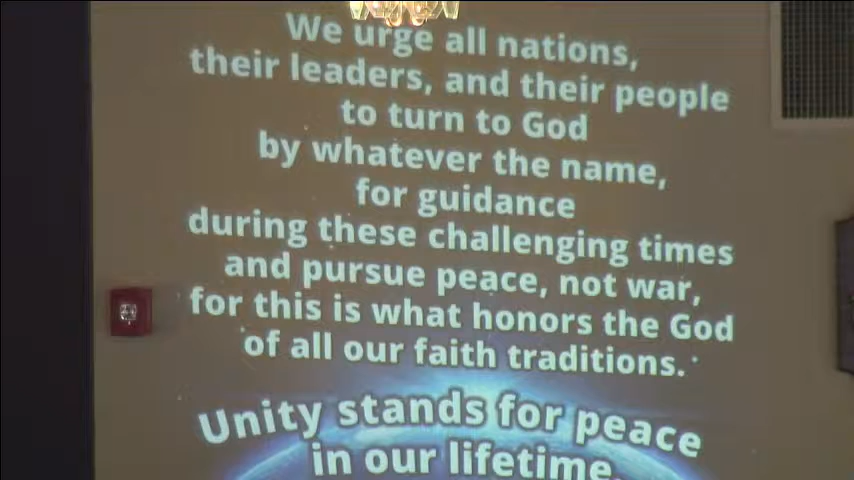 We urge all nations,
their leaders, and their people
to turn to God
by whatever the name,
for guidance
during these challenging times
and pursue peace, not war,
for this is what honors the God
of all our faith traditions.
Unity stands for peace
in our lifetime.